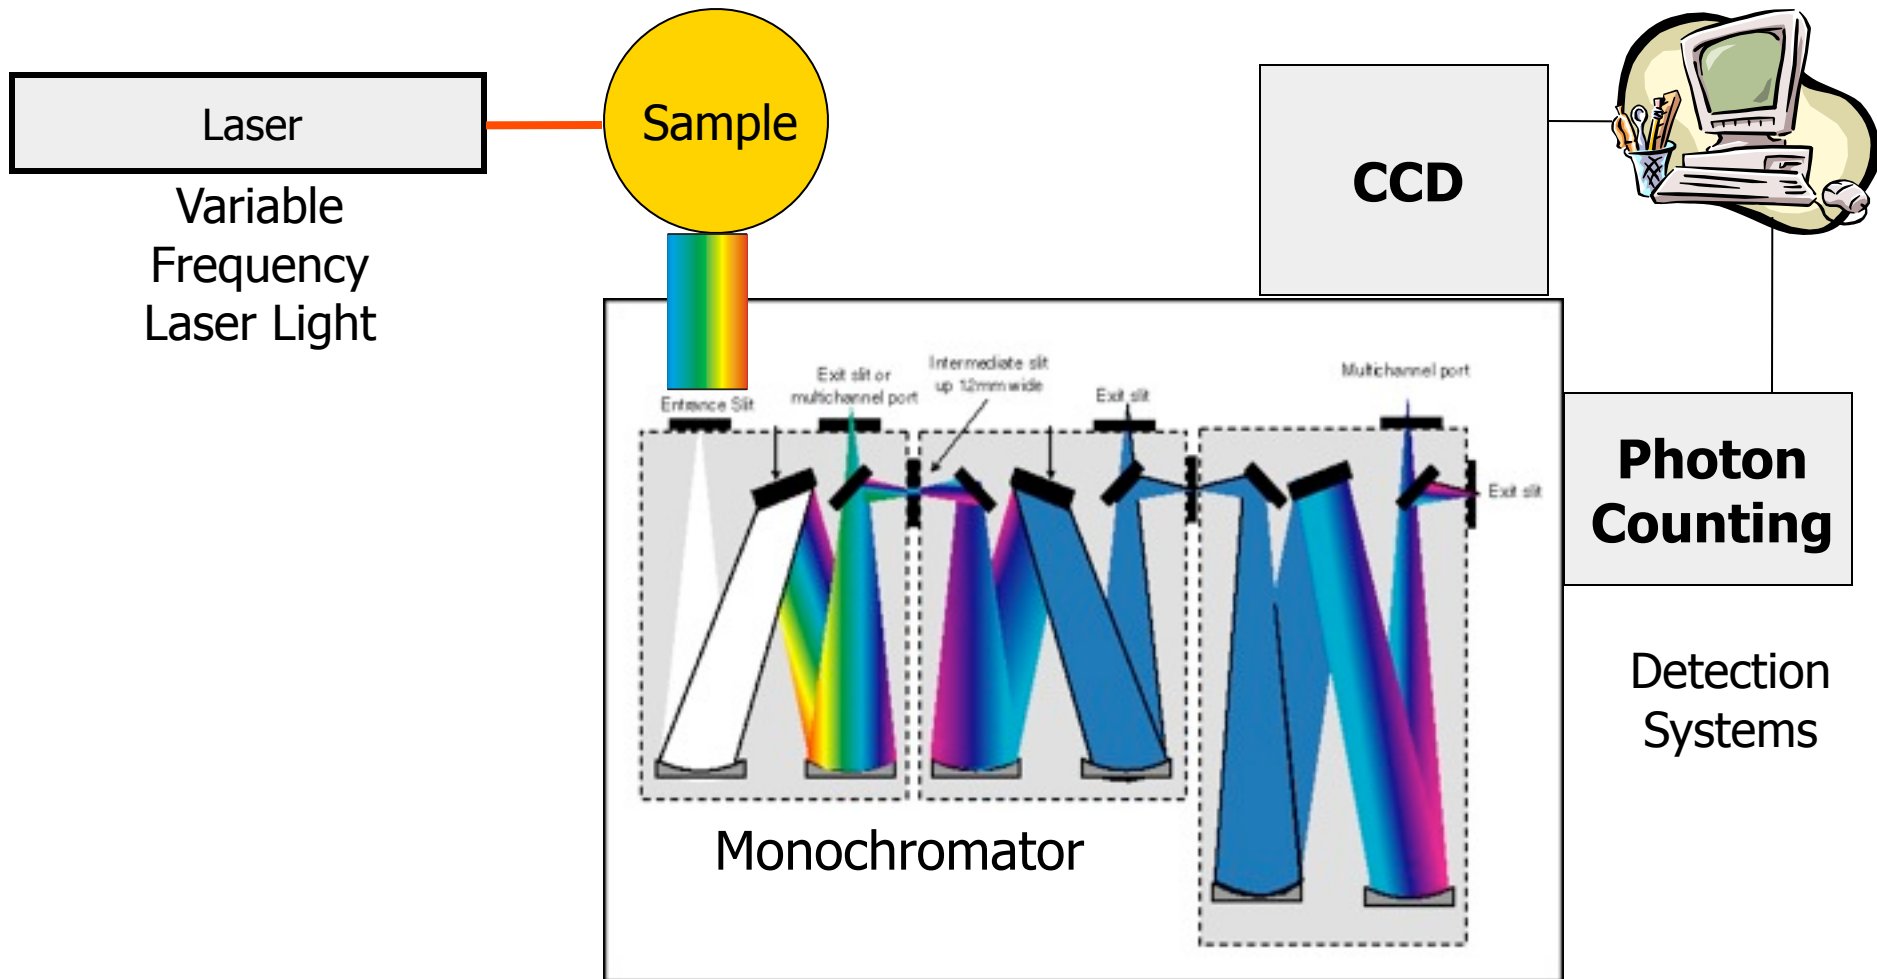 Laser
Sample
Variable
Frequency
Laser Light
CCD
Entrance Slit
Exit slit or
multichannel port
Intermediate slit
up 12mm wide
Exit slit
Multichannel port
Exit slit
Photon
Counting
Detection
Systems
Monochromator